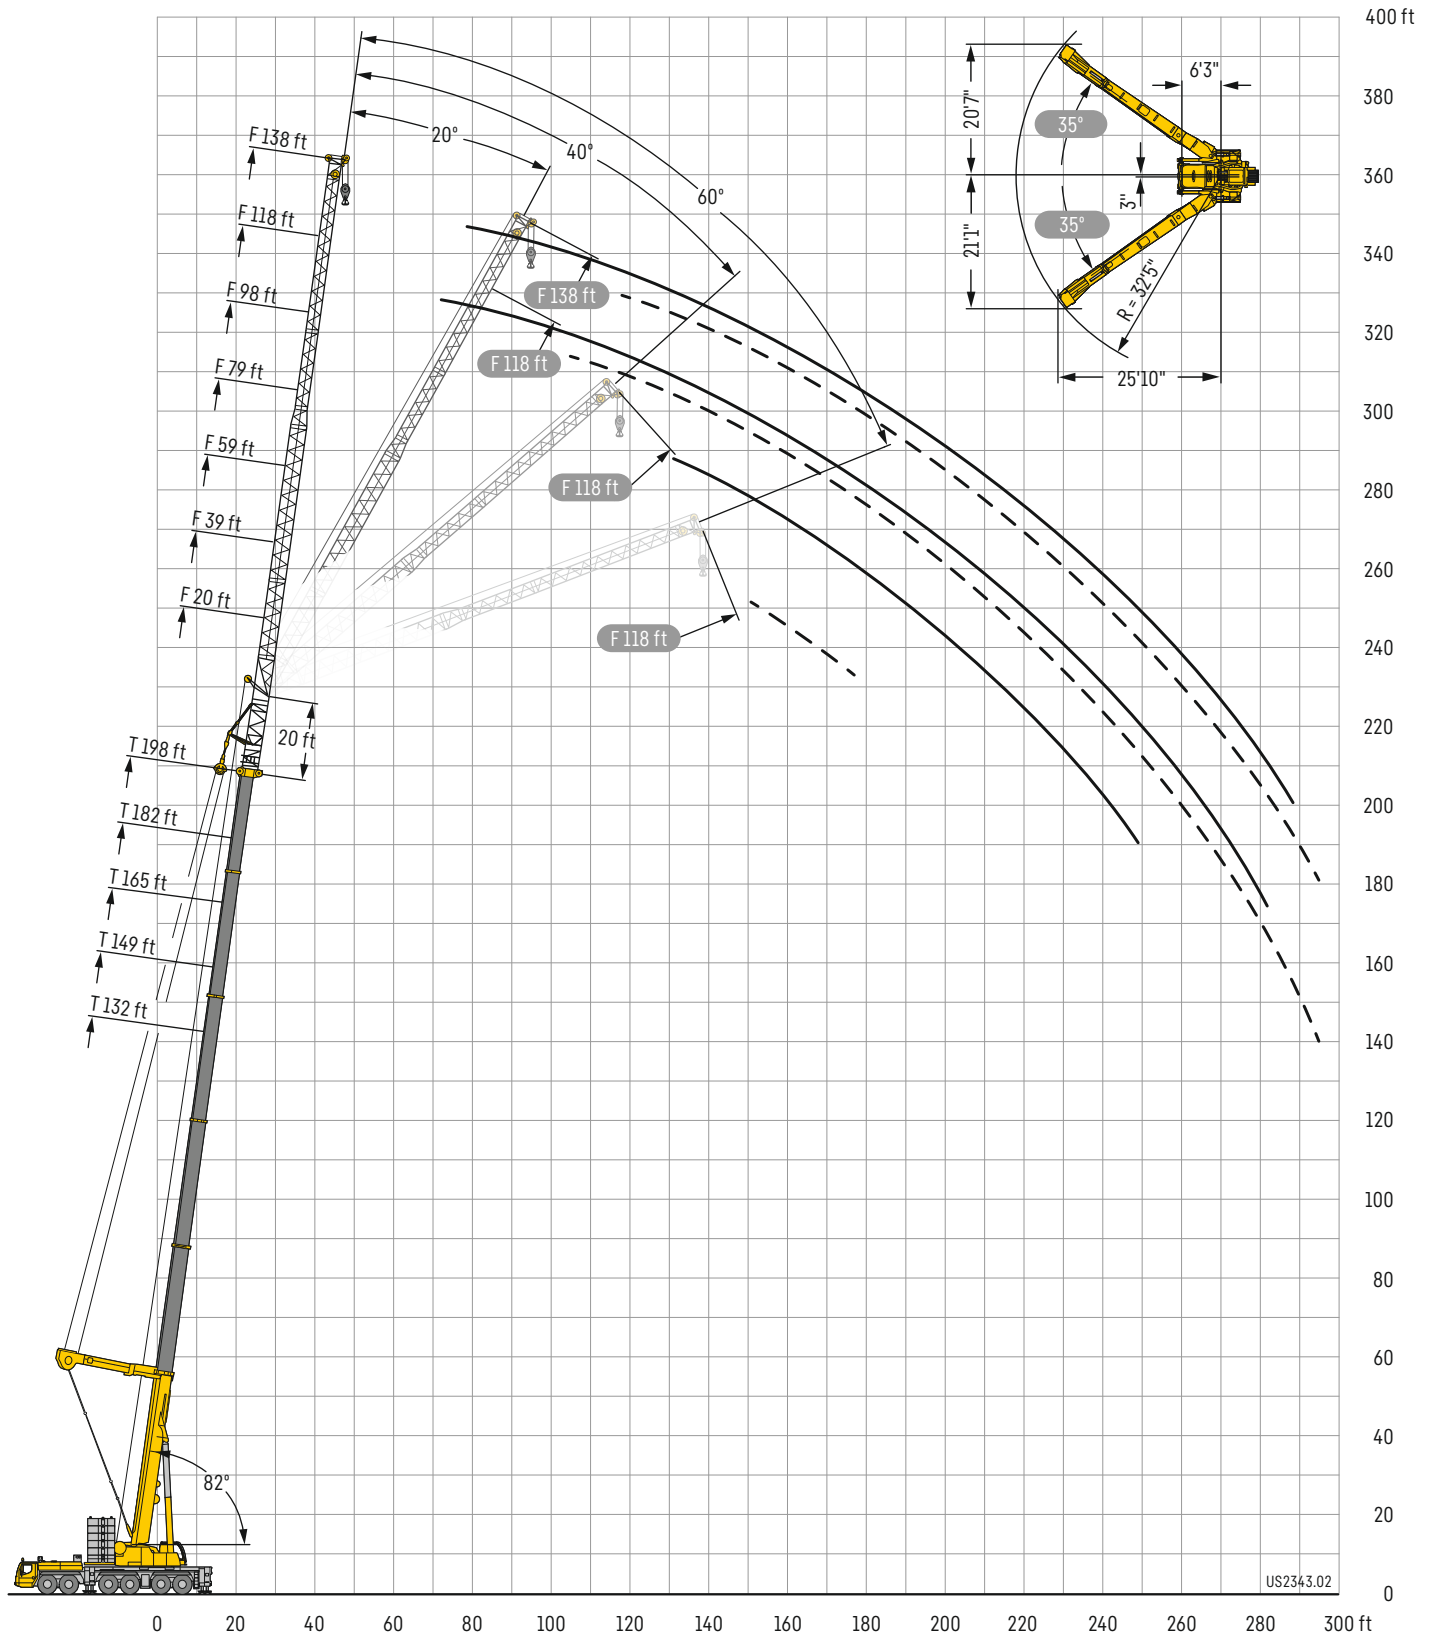 400 ft
380
360
340
320
300
280
260
240
220
200
180
160
140
120
100
80
60
40
20
0
0 20 40 60 80 100 120 140 160 180 200 220 240 260 280 300 ft
20°
40°
60°
F 138 ft
F 118 ft
F 98 ft
F 79 ft
F 59 ft
F 39 ft
F 20 ft
20 ft
T 198 ft
T 182 ft
T 165 ft
T 149 ft
T 132 ft
82°
F 138 ft
F 118 ft
F 118 ft
F 118 ft
6'3"
20'7"
35°
3"
35°
21'1"
R = 32'5"
25'10"
US2343.02